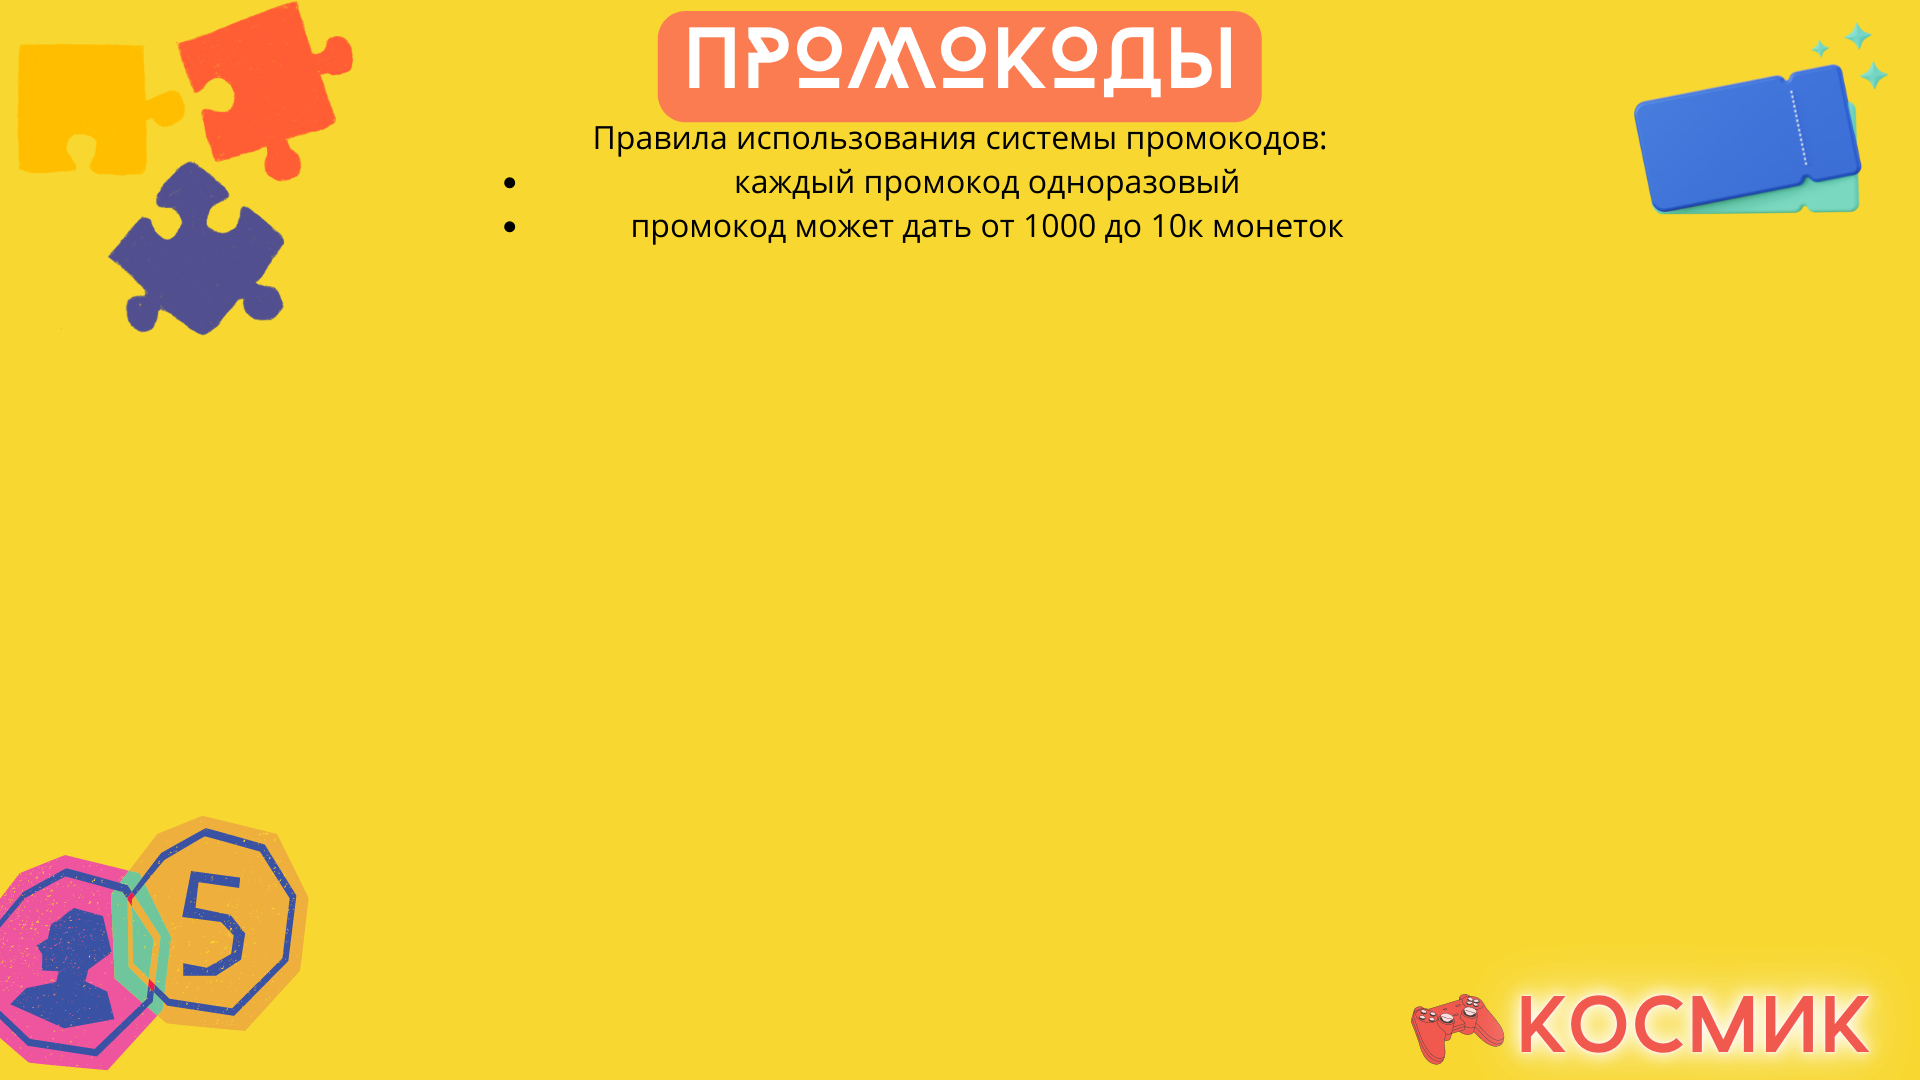 ПРОМОКОДЫ
Правила использования системы промокодов:
• каждый промокод одноразовый
• промокод может дать от 1000 до 10к монеток
5
КОСМИК